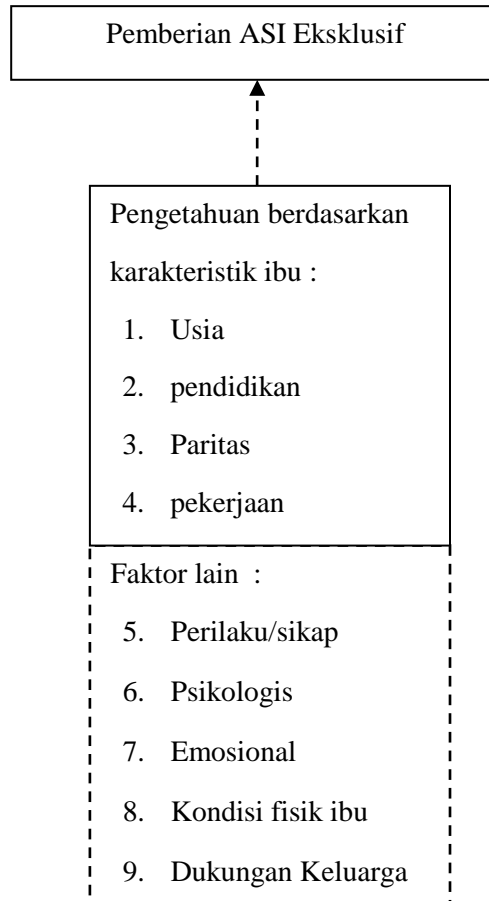 Pemberian ASI Eksklusif
Pengetahuan berdasarkan
karakteristik ibu :
1. Usia
2. pendidikan
3. Paritas
4. pekerjaan
Faktor lain :
5. Perilaku/sikap
6. Psikologis
7. Emosional
8. Kondisi fisik ibu
9. Dukungan Keluarga